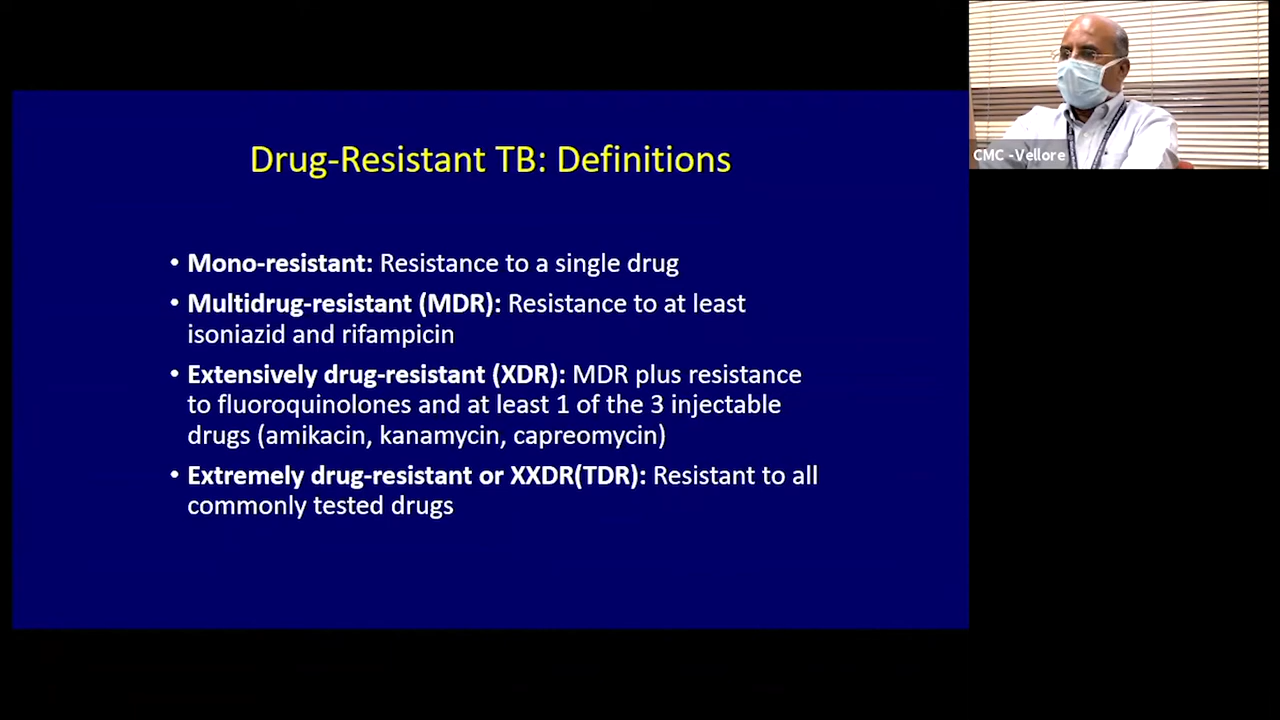 Drug-Resistant TB: Definitions
• Mono-resistant: Resistance to a single drug
• Multidrug-resistant (MDR): Resistance to at least
isoniazid and rifampicin
• Extensively drug-resistant (XDR): MDR plus resistance
to fluoroquinolones and at least 1 of the 3 injectable
drugs (amikacin, kanamycin, capreomycin)
• Extremely drug-resistant or XXDR(TDR): Resistant to all
commonly tested drugs
CMC -Vellore